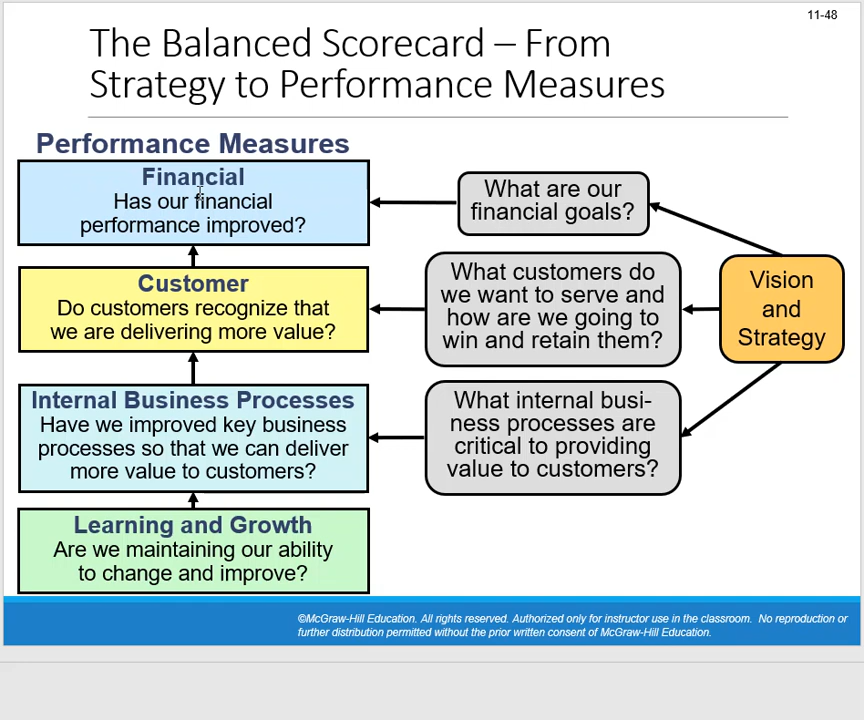 11-48
The Balanced Scorecard – From
Strategy to Performance Measures
Performance Measures
Financial
Has our financial
performance improved?
What are our
financial goals?
Customer
Do customers recognize that
we are delivering more value?
What customers do
we want to serve and
how are we going to
win and retain them?
Vision
and
Strategy
Internal Business Processes
Have we improved key business
processes so that we can deliver
more value to customers?
What internal busi-
ness processes are
critical to providing
value to customers?
Learning and Growth
Are we maintaining our ability
to change and improve?
©McGraw-Hill Education. All rights reserved. Authorized only for instructor use in the classroom. No reproduction or
further distribution permitted without the prior written consent of McGraw-Hill Education.